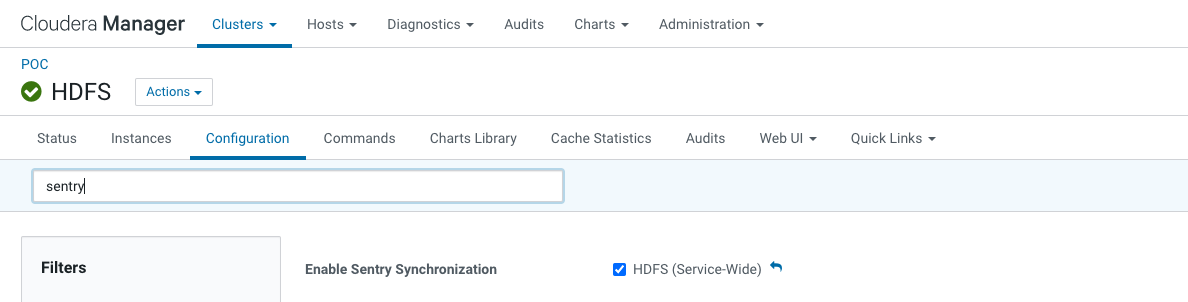 Cloudera Manager Clusters Hosts Diagnostics Audits Charts Administration
POC
HDFS Actions
Status Instances Configuration Commands Charts Library Cache Statistics Audits Web UI Quick Links
sentry
Filters
Enable Sentry Synchronization HDFS (Service-Wide)